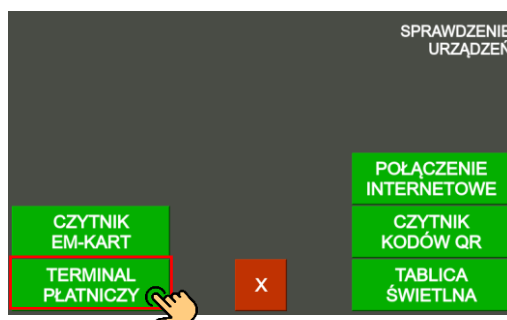 SPRAWDZENIE
URZĄDZEŃ
POŁĄCZENIE
INTERNETOWE
CZYTNIK
EM-KART
CZYTNIK
KODÓW QR
TERMINAL
PŁATNICZY
X
TABLICA
ŚWIETLNA